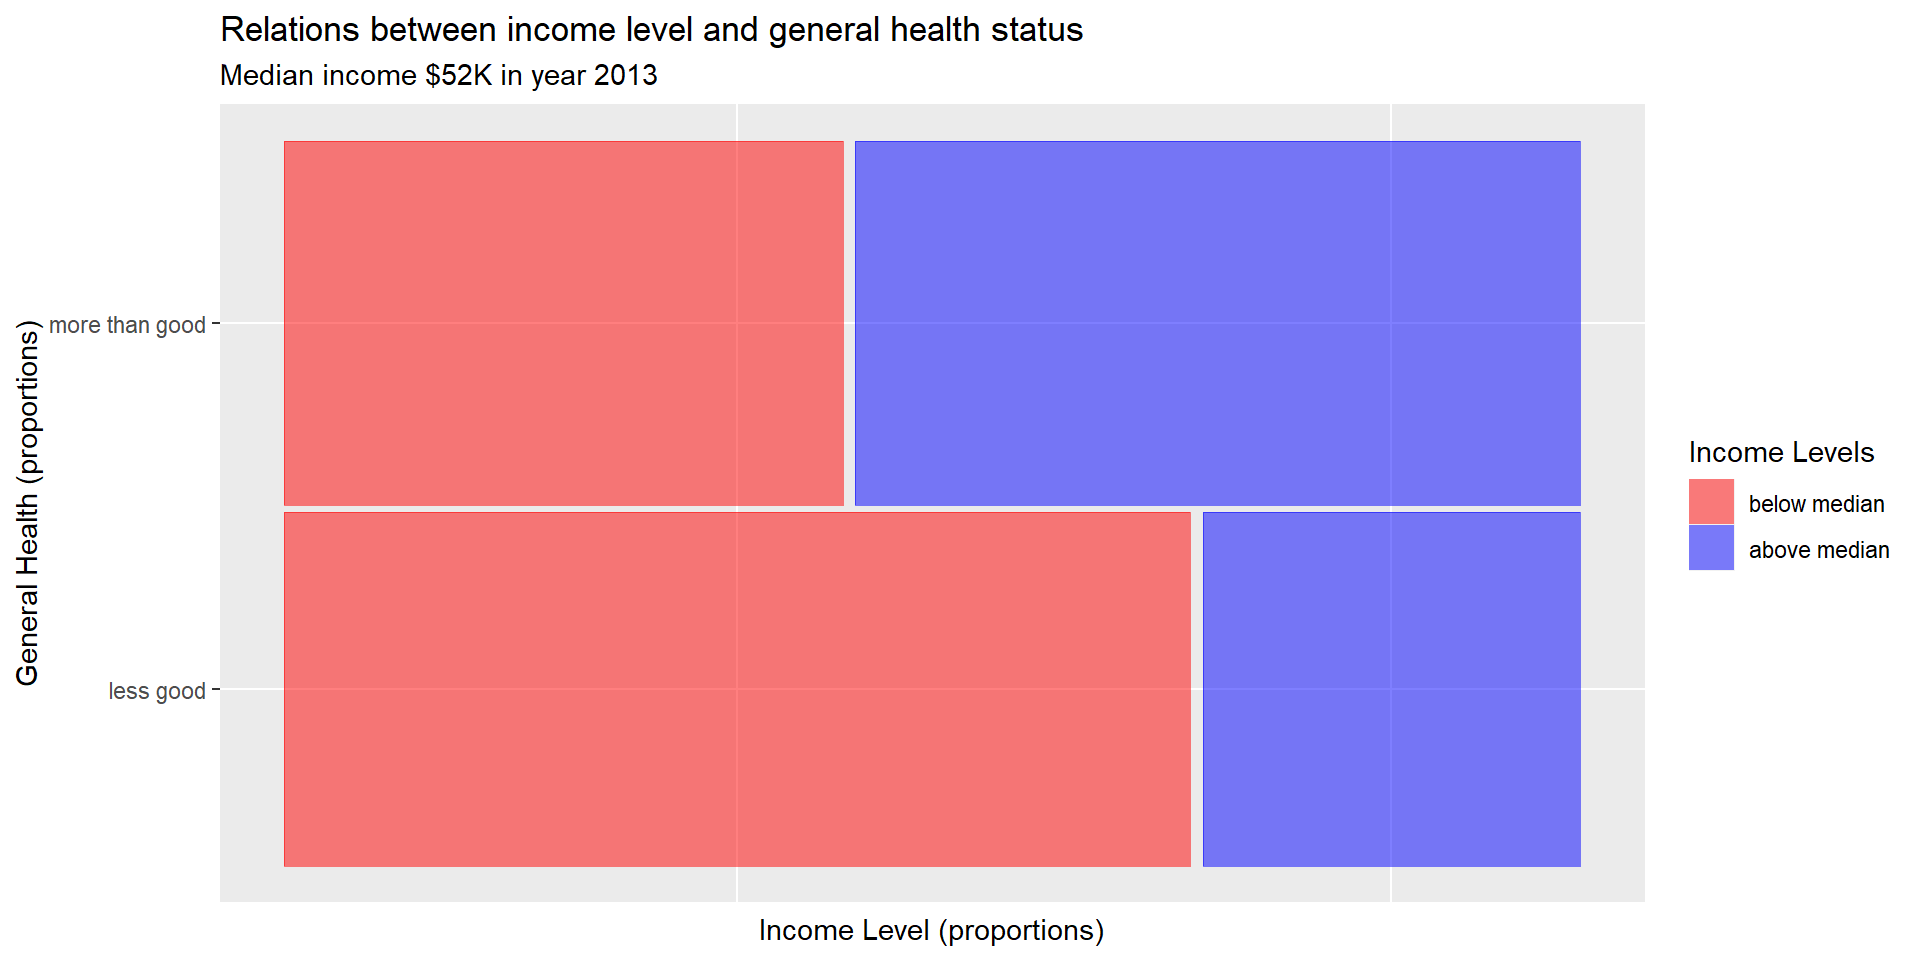 Relations between income level and general health status
Median income $52K in year 2013
General Health (proportions)
more than good
less good
Income Level (proportions)
Income Levels
below median
above median